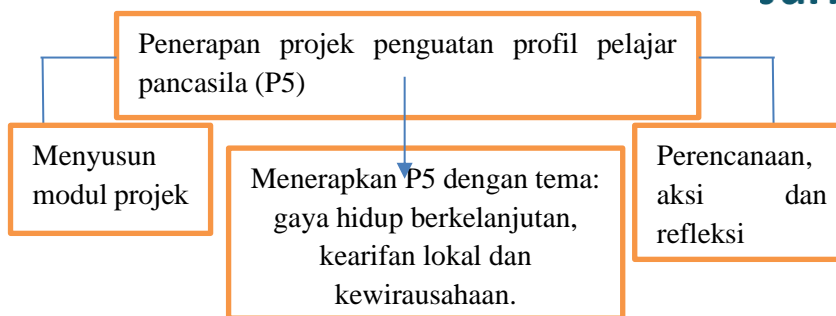 Penerapan projek penguatan profil pelajar
pancasila (P5)
Menyusun
modul projek
Menerapkan P5 dengan tema:
gaya hidup berkelanjutan,
kearifan lokal dan
kewirausahaan.
Perencanaan,
aksi dan
refleksi